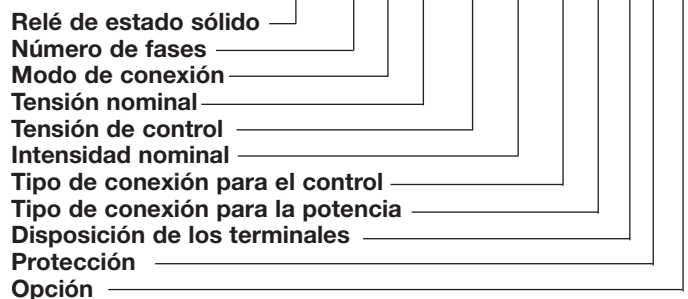 Relé de estado sólido
Número de fases
Modo de conexión
Tensión nominal
Tensión de control
Intensidad nominal
Tipo de conexión para el control
Tipo de conexión para la potencia
Disposición de los terminales
Protección
Opción